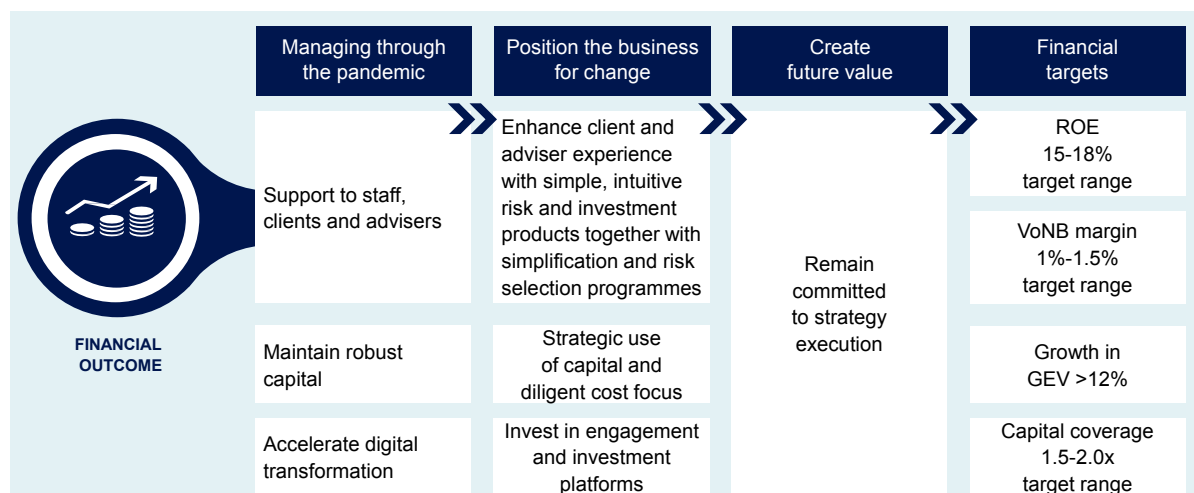 Managing through
the pandemic
Position the business
for change
Create
future value
Financial
targets
FINANCIAL
OUTCOME
Support to staff,
clients and advisers
Maintain robust
capital
Accelerate digital
transformation
Enhance client and
adviser experience
with simple, intuitive
risk and investment
products together with
simplification and risk
selection programmes
Strategic use
of capital and
diligent cost focus
Invest in engagement
and investment
platforms
Remain
committed
to strategy
execution
ROE
15-18%
target range
VoNB margin
1%-1.5%
target range
Growth in
GEV >12%
Capital coverage
1.5-2.0x
target range